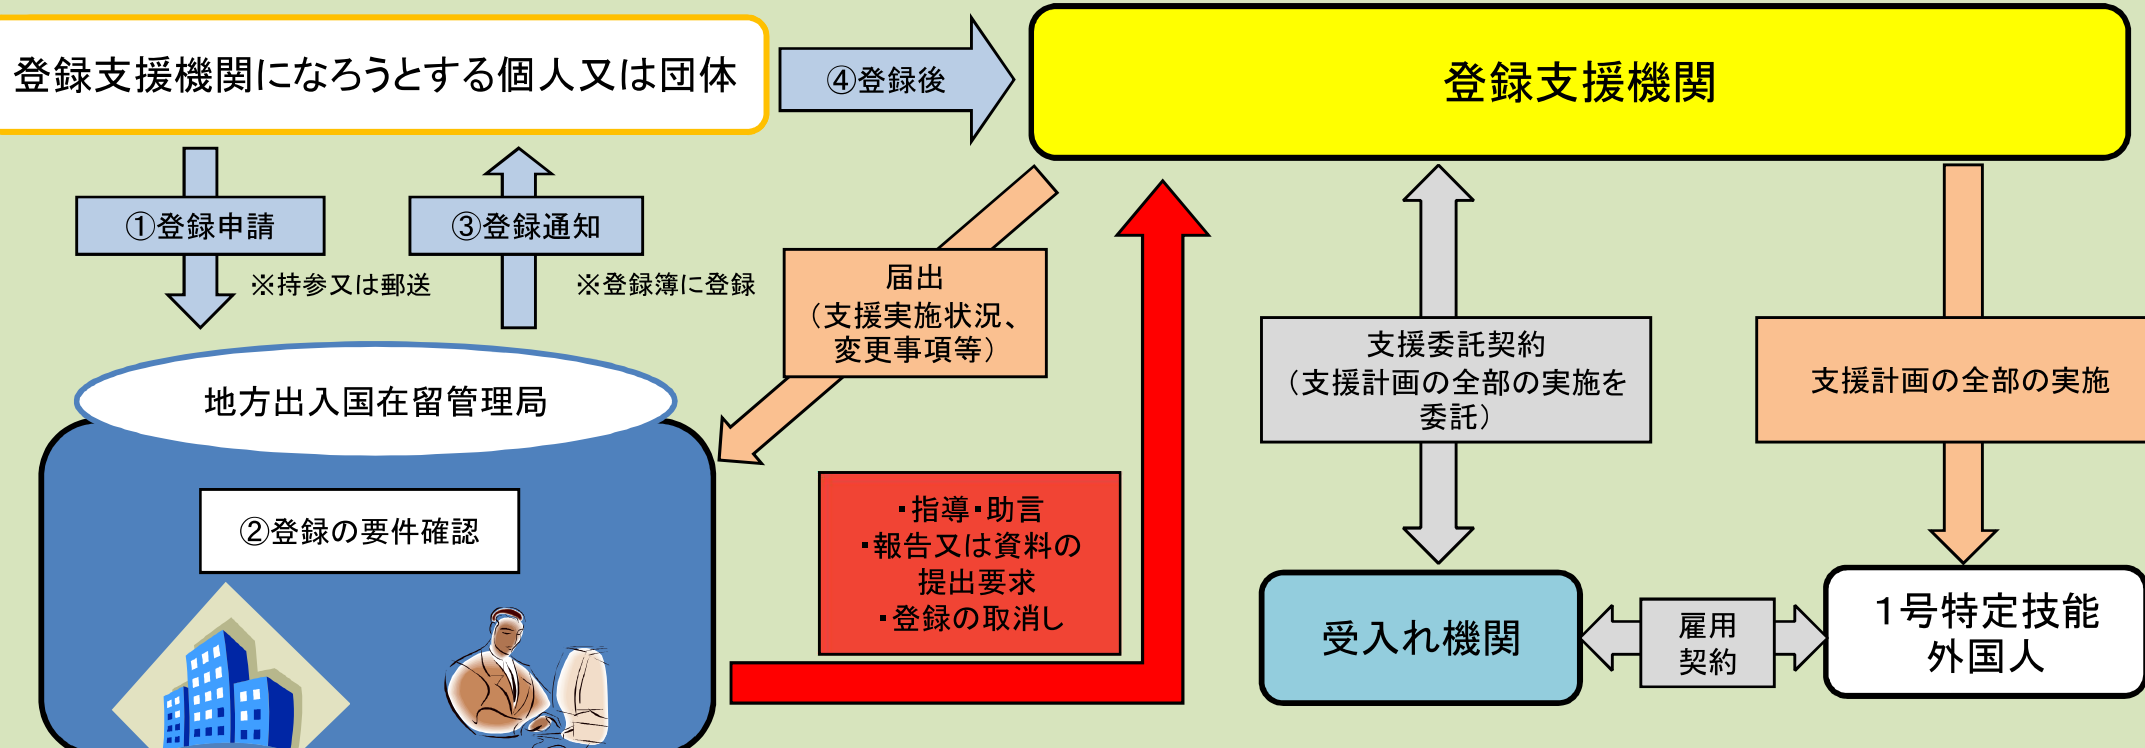 登録支援機関になろうとする個人又は団体
④登録後
登録支援機関
①登録申請
※持参又は郵送
③登録通知
※登録簿に登録
届出
（支援実施状況、
変更事項等）
地方出入国在留管理局
②登録の要件確認
・指導・助言
・報告又は資料の
提出要求
・登録の取消し
支援委託契約
（支援計画の全部の実施を
委託）
支援計画の全部の実施
受入れ機関
雇用
契約
１号特定技能
外国人